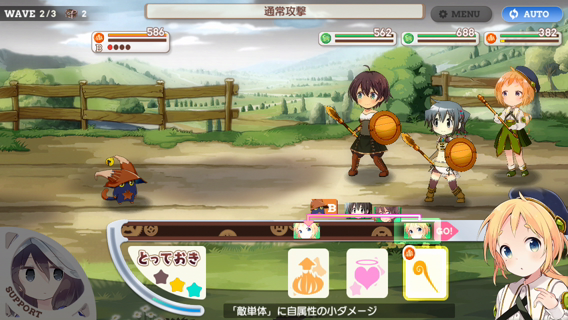 WAVE 2/3 2
通常攻撃
MENU
AUTO
586
B
562
688
382
B
GO!
とっておき
SUPPORT
「敵単体」に自属性の小ダメージ